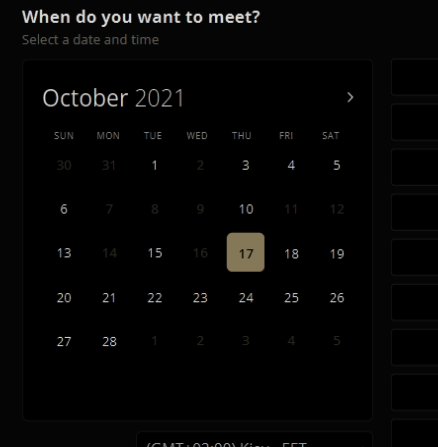 When do you want to meet?
Select a date and time
October 2021 >
SUN MON TUE WED THU FRI SAT
30 31 1 2 3 4 5
6 7 8 9 10 11 12
13 14 15 16 17 18 19
20 21 22 23 24 25 26
27 28 1 2 3 4 5
(GMT+02:00) Kiev - EET